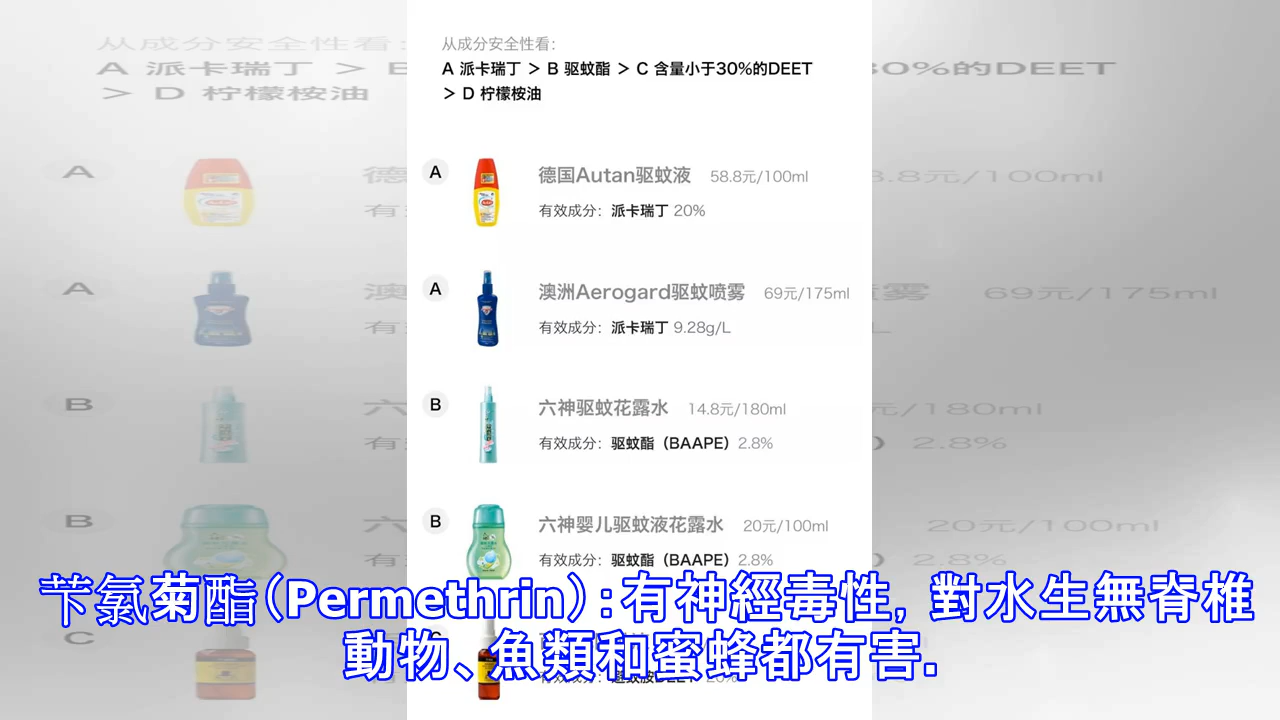 从成分安全性看：
A 派卡瑞丁 > B 驱蚊酯 > C 含量小于30%的DEET
> D 柠檬桉油
A
德国Autan驱蚊液 58.8元/100ml
有效成分：派卡瑞丁 20%
A
澳洲Aerogard驱蚊喷雾 69元/175ml
有效成分：派卡瑞丁 9.28g/L
B
六神驱蚊花露水 14.8元/180ml
有效成分：驱蚊酯（BAAPE）2.8%
B
六神婴儿驱蚊液花露水 20元/100ml
有效成分：驱蚊酯（BAAPE）2.8%
苄氯菊酯（Permethrin）：有神經毒性，對水生無脊椎
動物、魚類和蜜蜂都有害．
C